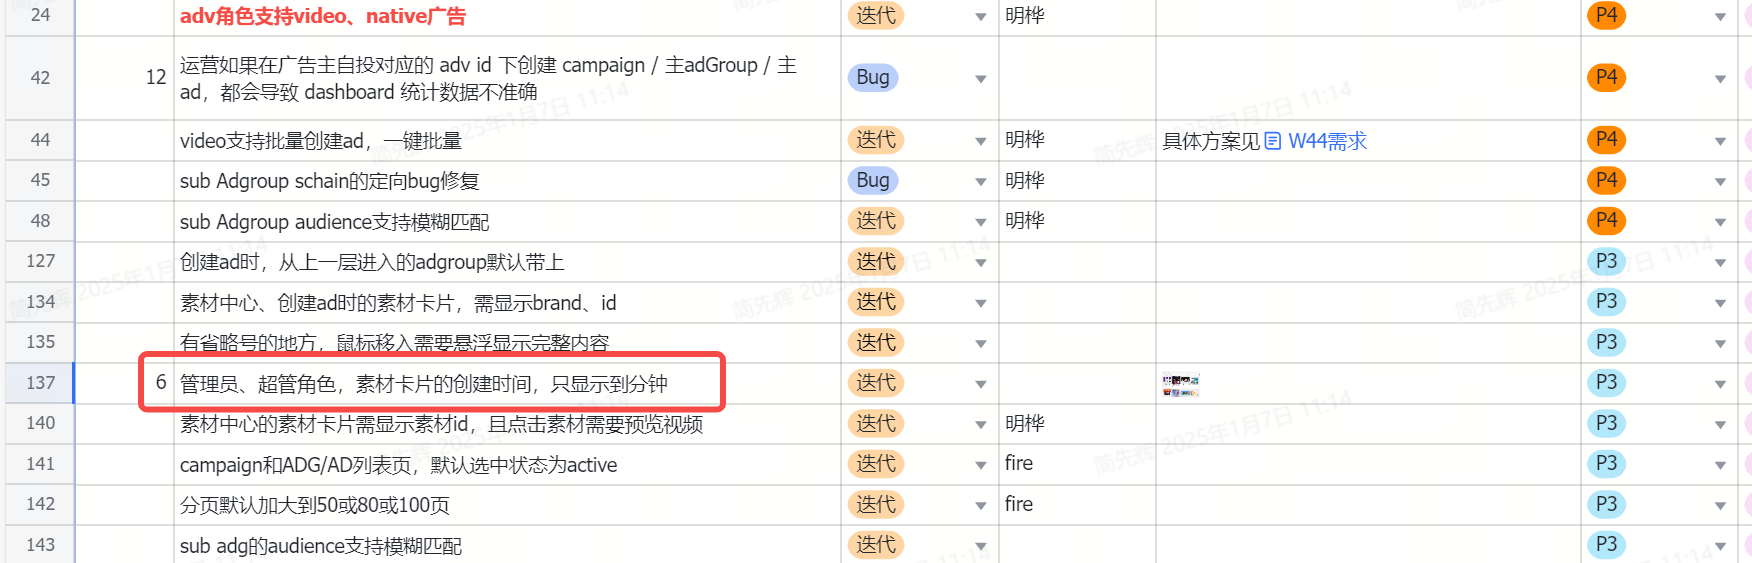 24 adv角色支持video、native广告 迭代 明桦 P4
42 12 运营如果在广告主自投对应的 adv id 下创建 campaign / 主adGroup / 主
ad，都会导致 dashboard 统计数据不准确 Bug P4
44 video支持批量创建ad，一键批量 迭代 明桦 具体方案见 W44需求 P4
45 sub Adgroup schain的定向bug修复 Bug 明桦 P4
48 sub Adgroup audience支持模糊匹配 迭代 明桦 P4
127 创建ad时，从上一层进入的adgroup默认带上 迭代 P3
134 素材中心、创建ad时的素材卡片，需显示brand、id 迭代 P3
135 有省略号的地方，鼠标移入需要悬浮显示完整内容 迭代 P3
137 6 管理员、超管角色，素材卡片的创建时间，只显示到分钟 迭代 P3
140 素材中心的素材卡片需显示素材id，且点击素材需要预览视频 迭代 明桦 P3
141 campaign和ADG/AD列表页，默认选中状态为active 迭代 fire P3
142 分页默认加大到50或80或100页 迭代 fire P3
143 sub adg的audience支持模糊匹配 迭代 P3
简先辉 2025年1月7日 11:14